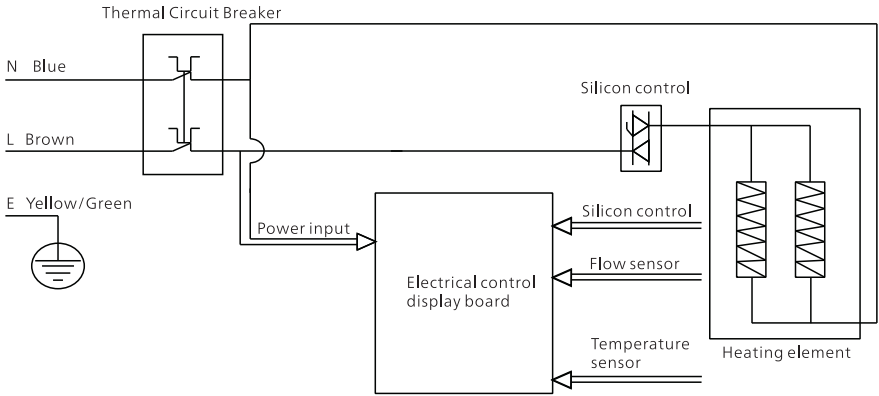 Thermal Circuit Breaker
N Blue
Silicon control
L Brown
E Yellow/Green
Power input
Silicon control
Flow sensor
Electrical control
display board
Temperature
sensor
Heating element